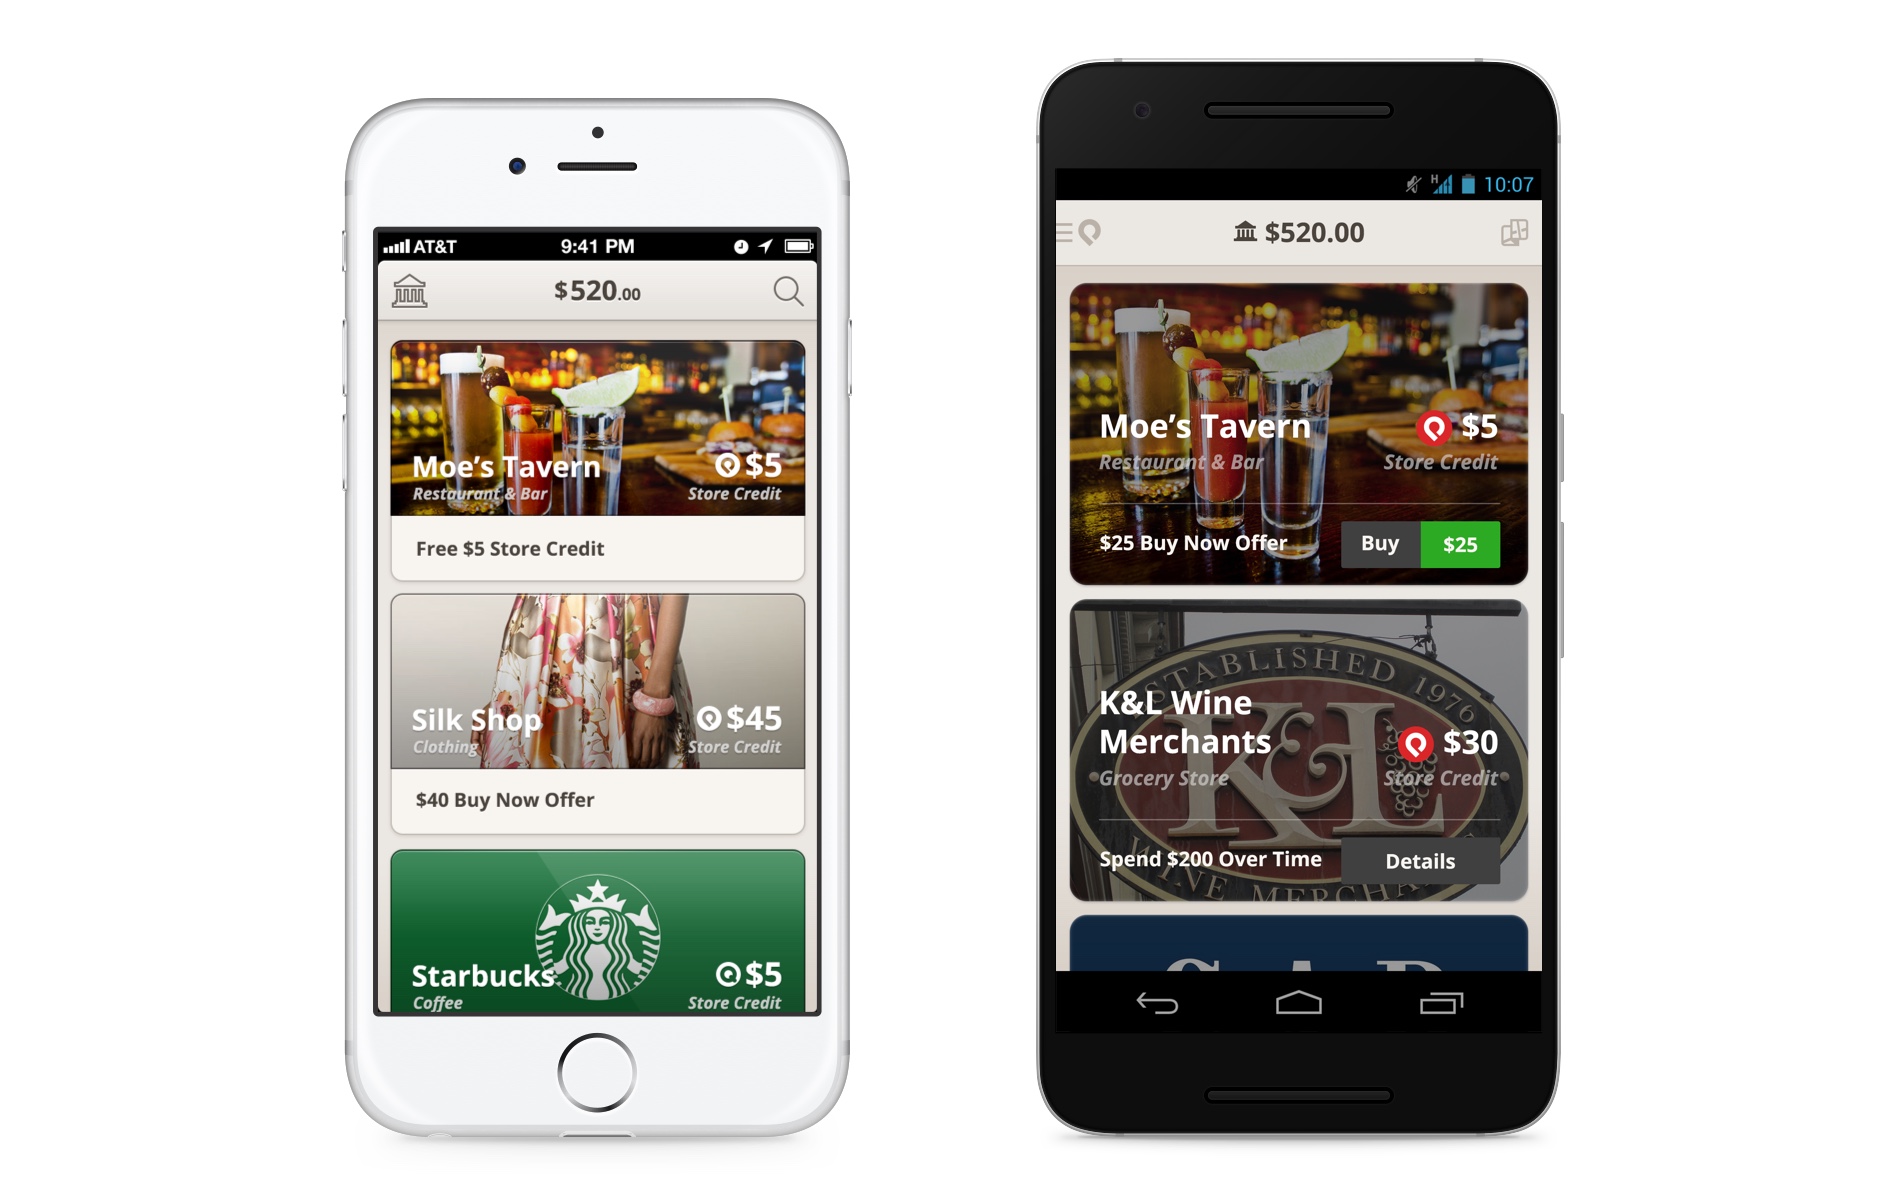 AT&T 9:41 PM
$520.00
Moe's Tavern $5
Restaurant & Bar Store Credit
Free $5 Store Credit
Silk Shop $45
Clothing Store Credit
$40 Buy Now Offer
Starbucks $5
Coffee Store Credit
H 10:07
$520.00
Moe's Tavern $5
Restaurant & Bar Store Credit
$25 Buy Now Offer Buy $25
ESTABLISHED 1976
K&L
WINE MERCHA
K&L Wine
Merchants $30
Grocery Store Store Credit
Spend $200 Over Time Details
GAP